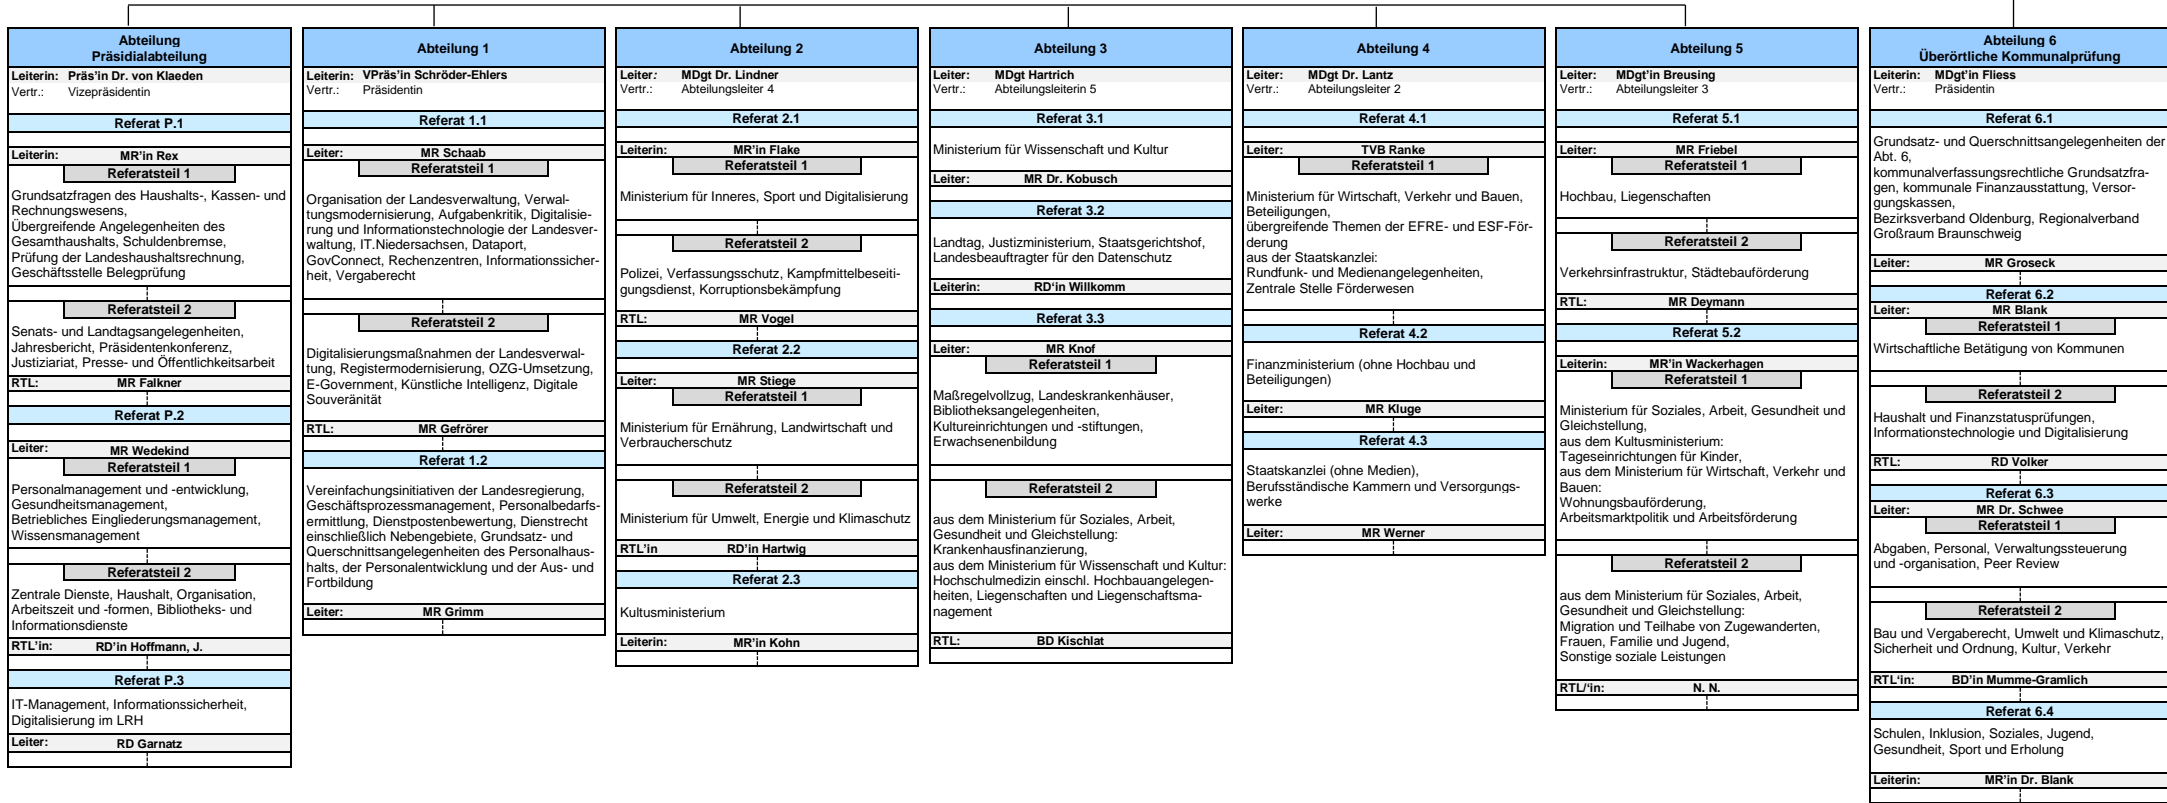 Abteilung
Präsidialabteilung
Leiterin: Präs'in Dr. von Klaeden
Vertr.: Vizepräsidentin
Referat P.1
Leiterin: MR'in Rex
Referatsteil 1
Grundsatzfragen des Haushalts-, Kassen- und
Rechnungswesens,
Übergreifende Angelegenheiten des
Gesamthaushalts, Schuldenbremse,
Prüfung der Landeshaushaltsrechnung,
Geschäftsstelle Belegprüfung
Referatsteil 2
Senats- und Landtagsangelegenheiten,
Jahresbericht, Präsidentenkonferenz,
Justiziariat, Presse- und Öffentlichkeitsarbeit
RTL: MR Falkner
Referat P.2
Leiter: MR Wedekind
Referatsteil 1
Personalmanagement und -entwicklung,
Gesundheitsmanagement,
Betriebliches Eingliederungsmanagement,
Wissensmanagement
Referatsteil 2
Zentrale Dienste, Haushalt, Organisation,
Arbeitszeit und -formen, Bibliotheks- und
Informationsdienste
RTL'in: RD'in Hoffmann, J.
Referat P.3
IT-Management, Informationssicherheit,
Digitalisierung im LRH
Leiter: RD Garnatz
Abteilung 1
Leiterin: VPräs'in Schröder-Ehlers
Vertr.: Präsidentin
Referat 1.1
Leiter: MR Schaab
Referatsteil 1
Organisation der Landesverwaltung, Verwal-
tungsmodernisierung, Aufgabenkritik, Digitalisie-
rung und Informationstechnologie der Landesver-
waltung, IT.Niedersachsen, Dataport,
GovConnect, Rechenzentren, Informationssicher-
heit, Vergaberecht
Referatsteil 2
Digitalisierungsmaßnahmen der Landesverwal-
tung, Registermodernisierung, OZG-Umsetzung,
E-Government, Künstliche Intelligenz, Digitale
Souveränität
RTL: MR Gefrörer
Referat 1.2
Vereinfachungsinitiativen der Landesregierung,
Geschäftsprozessmanagement, Personalbedarfs-
ermittlung, Dienstpostenbewertung, Dienstrecht
einschließlich Nebengebiete, Grundsatz- und
Querschnittsangelegenheiten des Personalhaus-
halts, der Personalentwicklung und der Aus- und
Fortbildung
Leiter: MR Grimm
Abteilung 2
Leiter: MDgt Dr. Lindner
Vertr.: Abteilungsleiter 4
Referat 2.1
Leiterin: MR'in Flake
Referatsteil 1
Ministerium für Inneres, Sport und Digitalisierung
Referatsteil 2
Polizei, Verfassungsschutz, Kampfmittelbeseiti-
gungsdienst, Korruptionsbekämpfung
RTL: MR Vogel
Referat 2.2
Leiter: MR Stiege
Referatsteil 1
Ministerium für Ernährung, Landwirtschaft und
Verbraucherschutz
Referatsteil 2
Ministerium für Umwelt, Energie und Klimaschutz
RTL'in RD'in Hartwig
Referat 2.3
Kultusministerium
Leiterin: MR'in Kohn
Abteilung 3
Leiter: MDgt Hartrich
Vertr.: Abteilungsleiterin 5
Referat 3.1
Ministerium für Wissenschaft und Kultur
Leiter: MR Dr. Kobusch
Referat 3.2
Landtag, Justizministerium, Staatsgerichtshof,
Landesbeauftragter für den Datenschutz
Leiterin: RD'in Willkomm
Referat 3.3
Leiter: MR Knof
Referatsteil 1
Maßregelvollzug, Landeskrankenhäuser,
Bibliotheksangelegenheiten,
Kultureinrichtungen und -stiftungen,
Erwachsenenbildung
Referatsteil 2
aus dem Ministerium für Soziales, Arbeit,
Gesundheit und Gleichstellung:
Krankenhausfinanzierung,
aus dem Ministerium für Wissenschaft und Kultur:
Hochschulmedizin einschl. Hochbauangelegen-
heiten, Liegenschaften und Liegenschaftsma-
nagement
RTL: BD Kischlat
Abteilung 4
Leiter: MDgt Dr. Lantz
Vertr.: Abteilungsleiter 2
Referat 4.1
Leiter: TVB Ranke
Referatsteil 1
Ministerium für Wirtschaft, Verkehr und Bauen,
Beteiligungen,
übergreifende Themen der EFRE- und ESF-För-
derung
aus der Staatskanzlei:
Rundfunk- und Medienangelegenheiten,
Zentrale Stelle Förderwesen
Referat 4.2
Finanzministerium (ohne Hochbau und
Beteiligungen)
Leiter: MR Kluge
Referat 4.3
Staatskanzlei (ohne Medien),
Berufsständische Kammern und Versorgungs-
werke
Leiter: MR Werner
Abteilung 5
Leiter: MDgt'in Breusing
Vertr.: Abteilungsleiter 3
Referat 5.1
Leiter: MR Friebel
Referatsteil 1
Hochbau, Liegenschaften
Referatsteil 2
Verkehrsinfrastruktur, Städtebauförderung
RTL: MR Deymann
Referat 5.2
Leiterin: MR'in Wackerhagen
Referatsteil 1
Ministerium für Soziales, Arbeit, Gesundheit und
Gleichstellung,
aus dem Kultusministerium:
Tageseinrichtungen für Kinder,
aus dem Ministerium für Wirtschaft, Verkehr und
Bauen:
Wohnungsbauförderung,
Arbeitsmarktpolitik und Arbeitsförderung
Referatsteil 2
aus dem Ministerium für Soziales, Arbeit,
Gesundheit und Gleichstellung:
Migration und Teilhabe von Zugewanderten,
Frauen, Familie und Jugend,
Sonstige soziale Leistungen
RTL/'in: N. N.
Abteilung 6
Überörtliche Kommunalprüfung
Leiterin: MDgt'in Fliess
Vertr.: Präsidentin
Referat 6.1
Grundsatz- und Querschnittsangelegenheiten der
Abt. 6,
kommunalverfassungsrechtliche Grundsatzfra-
gen, kommunale Finanzausstattung, Versor-
gungskassen,
Bezirksverband Oldenburg, Regionalverband
Großraum Braunschweig
Leiter: MR Groseck
Referat 6.2
Leiter: MR Blank
Referatsteil 1
Wirtschaftliche Betätigung von Kommunen
Referatsteil 2
Haushalt und Finanzstatusprüfungen,
Informationstechnologie und Digitalisierung
RTL: RD Volker
Referat 6.3
Leiter: MR Dr. Schwee
Referatsteil 1
Abgaben, Personal, Verwaltungssteuerung
und -organisation, Peer Review
Referatsteil 2
Bau und Vergaberecht, Umwelt und Klimaschutz,
Sicherheit und Ordnung, Kultur, Verkehr
RTL'in: BD'in Mumme-Gramlich
Referat 6.4
Schulen, Inklusion, Soziales, Jugend,
Gesundheit, Sport und Erholung
Leiterin: MR'in Dr. Blank